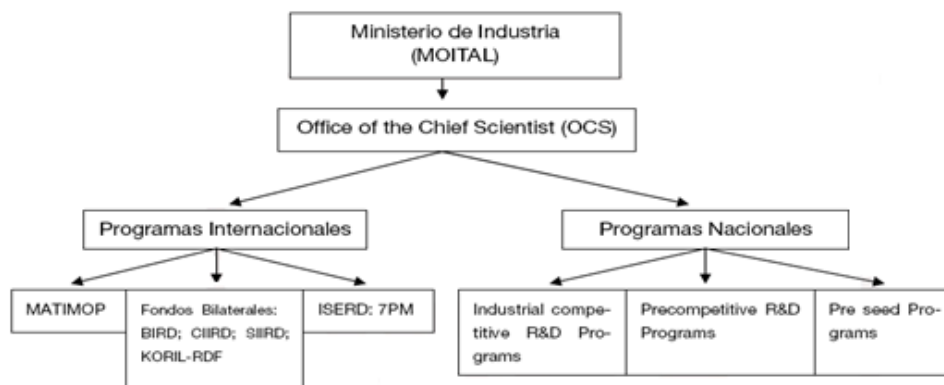 Ministerio de Industria
(MOITAL)
Office of the Chief Scientist (OCS)
Programas Internacionales
Programas Nacionales
MATIMOP
Fondos Bilaterales:
BIRD; CIIRD; SIIRD;
KORIL-RDF
ISERD: 7PM
Industrial compe-
titive R&D Pro-
grams
Precompetitive R&D
Programs
Pre seed Pro-
grams